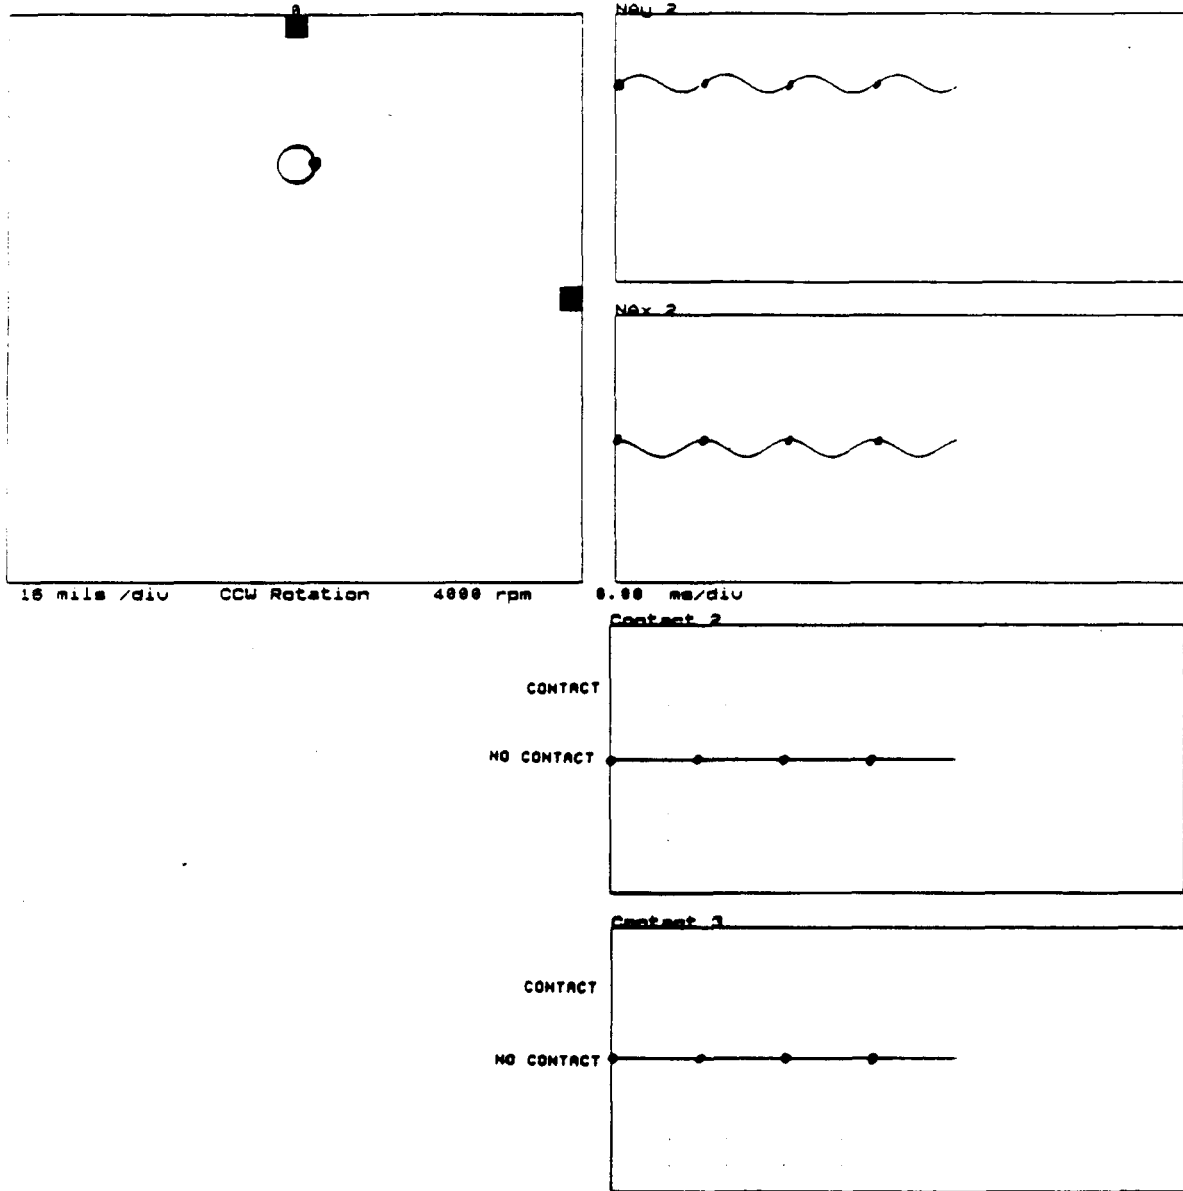 0
NAy 2
NAx 2
16 mils /div CCW Rotation 4000 rpm 0.00 ms/div
Contact 2
CONTACT
NO CONTACT
Contact 3
CONTACT
NO CONTACT